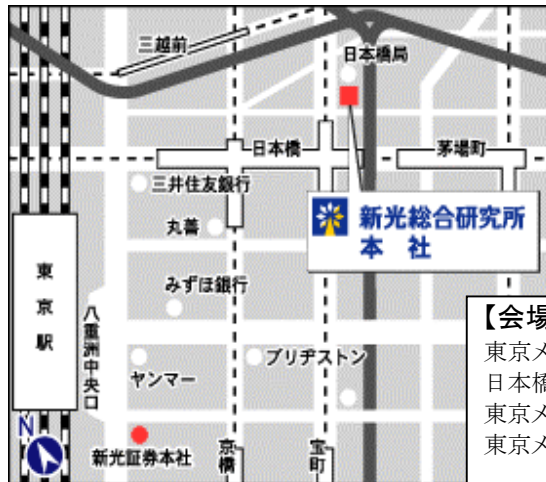 三越前
日本橋局
日本橋
茅場町
三井住友銀行
新光総合研究所
本 社
丸善
東京駅
みずほ銀行
八重洲中央口
【会場
東京メ
日本橋
東京メ
東京メ
ブリヂストン
ヤンマー
N
新光証券本社
京橋
宝町